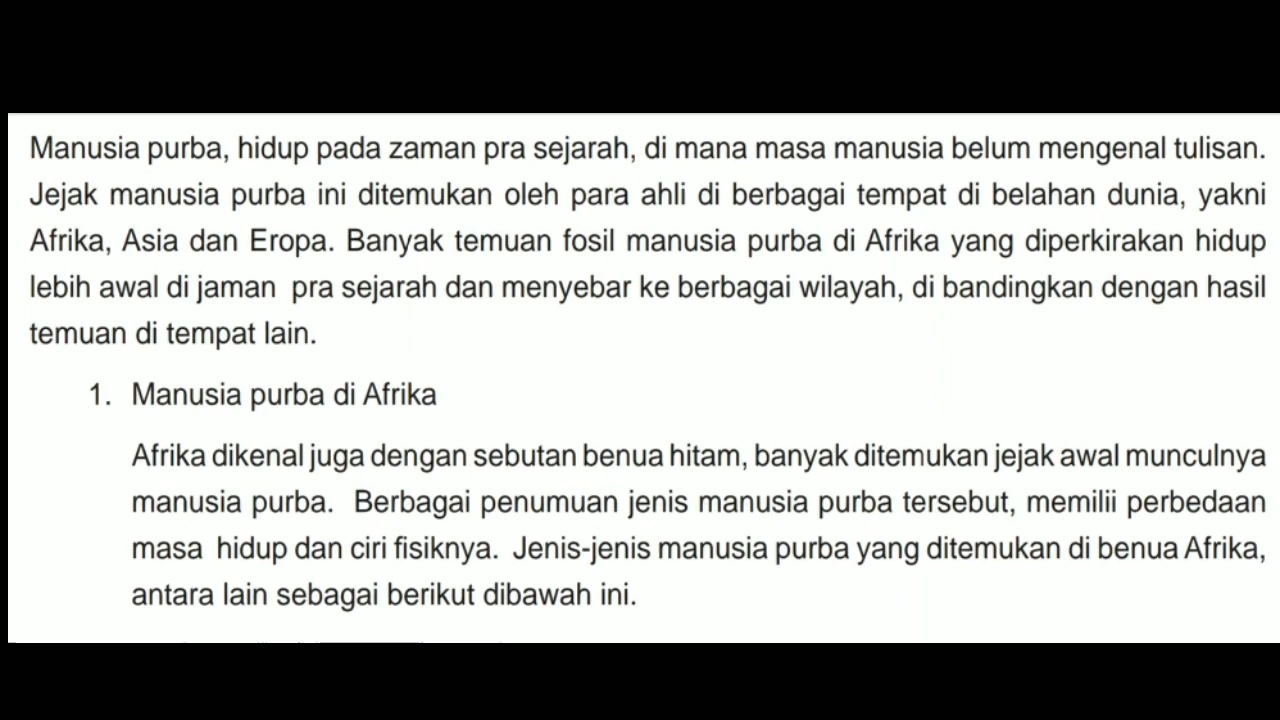 Manusia purba, hidup pada zaman pra sejarah, di mana masa manusia belum mengenal tulisan.
Jejak manusia purba ini ditemukan oleh para ahli di berbagai tempat di belahan dunia, yakni
Afrika, Asia dan Eropa. Banyak temuan fosil manusia purba di Afrika yang diperkirakan hidup
lebih awal di jaman pra sejarah dan menyebar ke berbagai wilayah, di bandingkan dengan hasil
temuan di tempat lain.
1. Manusia purba di Afrika
Afrika dikenal juga dengan sebutan benua hitam, banyak ditemukan jejak awal munculnya
manusia purba. Berbagai penumuan jenis manusia purba tersebut, memilii perbedaan
masa hidup dan ciri fisiknya. Jenis-jenis manusia purba yang ditemukan di benua Afrika,
antara lain sebagai berikut dibawah ini.